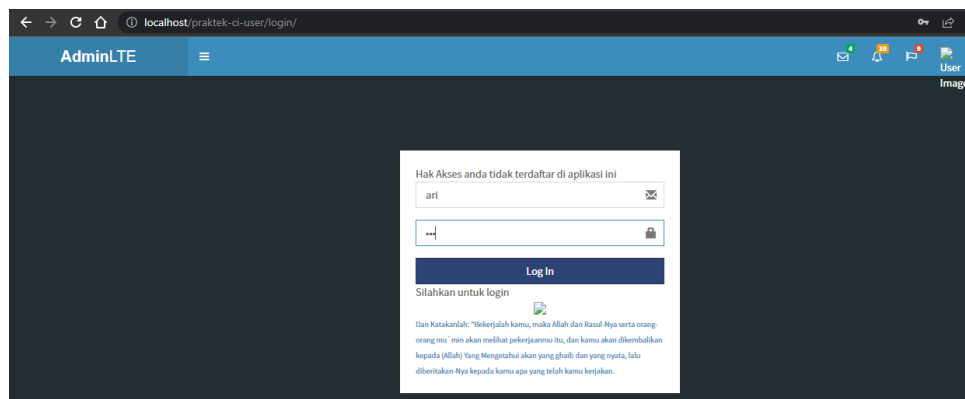 localhost/praktek-ci-user/login/
AdminLTE
4
10
9
User
Image
Hak Akses anda tidak terdaftar di aplikasi ini
ari
•••
Log In
Silahkan untuk login
Dan Katakanlah: "Bekerjalah kamu, maka Allah dan Rasul-Nya serta orang-
orang mu`min akan melihat pekerjaanmu itu, dan kamu akan dikembalikan
kepada (Allah) Yang Mengetahui akan yang ghaib dan yang nyata, lalu
diberitakan-Nya kepada kamu apa yang telah kamu kerjakan.